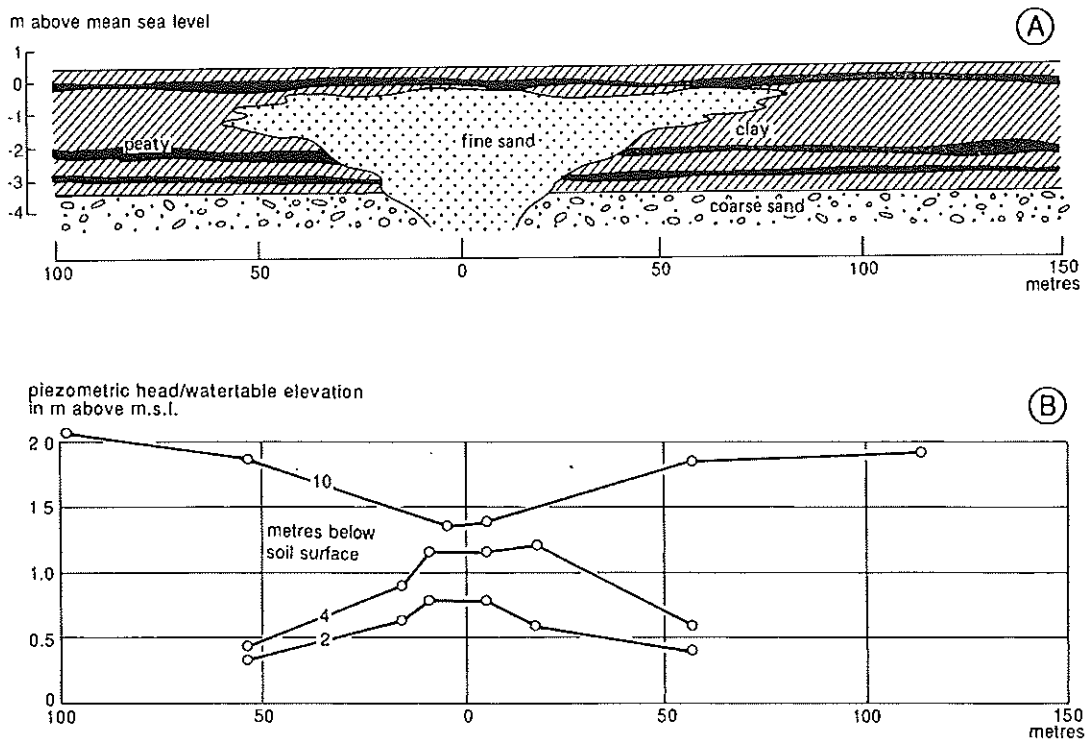 m above mean sea level
A
1
0
-1
-2
-3
-4
peaty
fine sand
clay
coarse sand
100 50 0 50 100 150
metres
piezometric head/watertable elevation
in m above m.s.l.
B
2 0
1 5
1.0
0.5
0
10
metres below
soil surface
4
2
100 50 0 50 100 150
metres